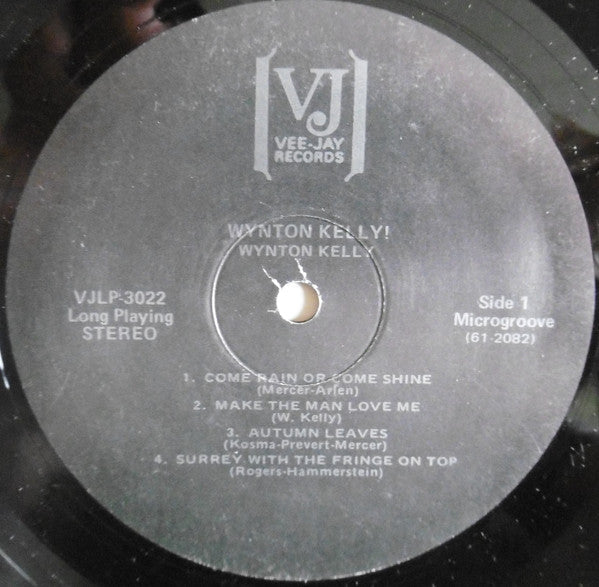 VJ
VEE-JAY
RECORDS
WYNTON KELLY!
WYNTON KELLY
VJLP-3022
Long Playing
STEREO
Side 1
Microgroove
(61-2082)
1. COME RAIN OR COME SHINE
(Mercer-Arlen)
2. MAKE THE MAN LOVE ME
(W. Kelly)
3. AUTUMN LEAVES
(Kosma-Prevert-Mercer)
4. SURREY WITH THE FRINGE ON TOP
(Rogers-Hammerstein)